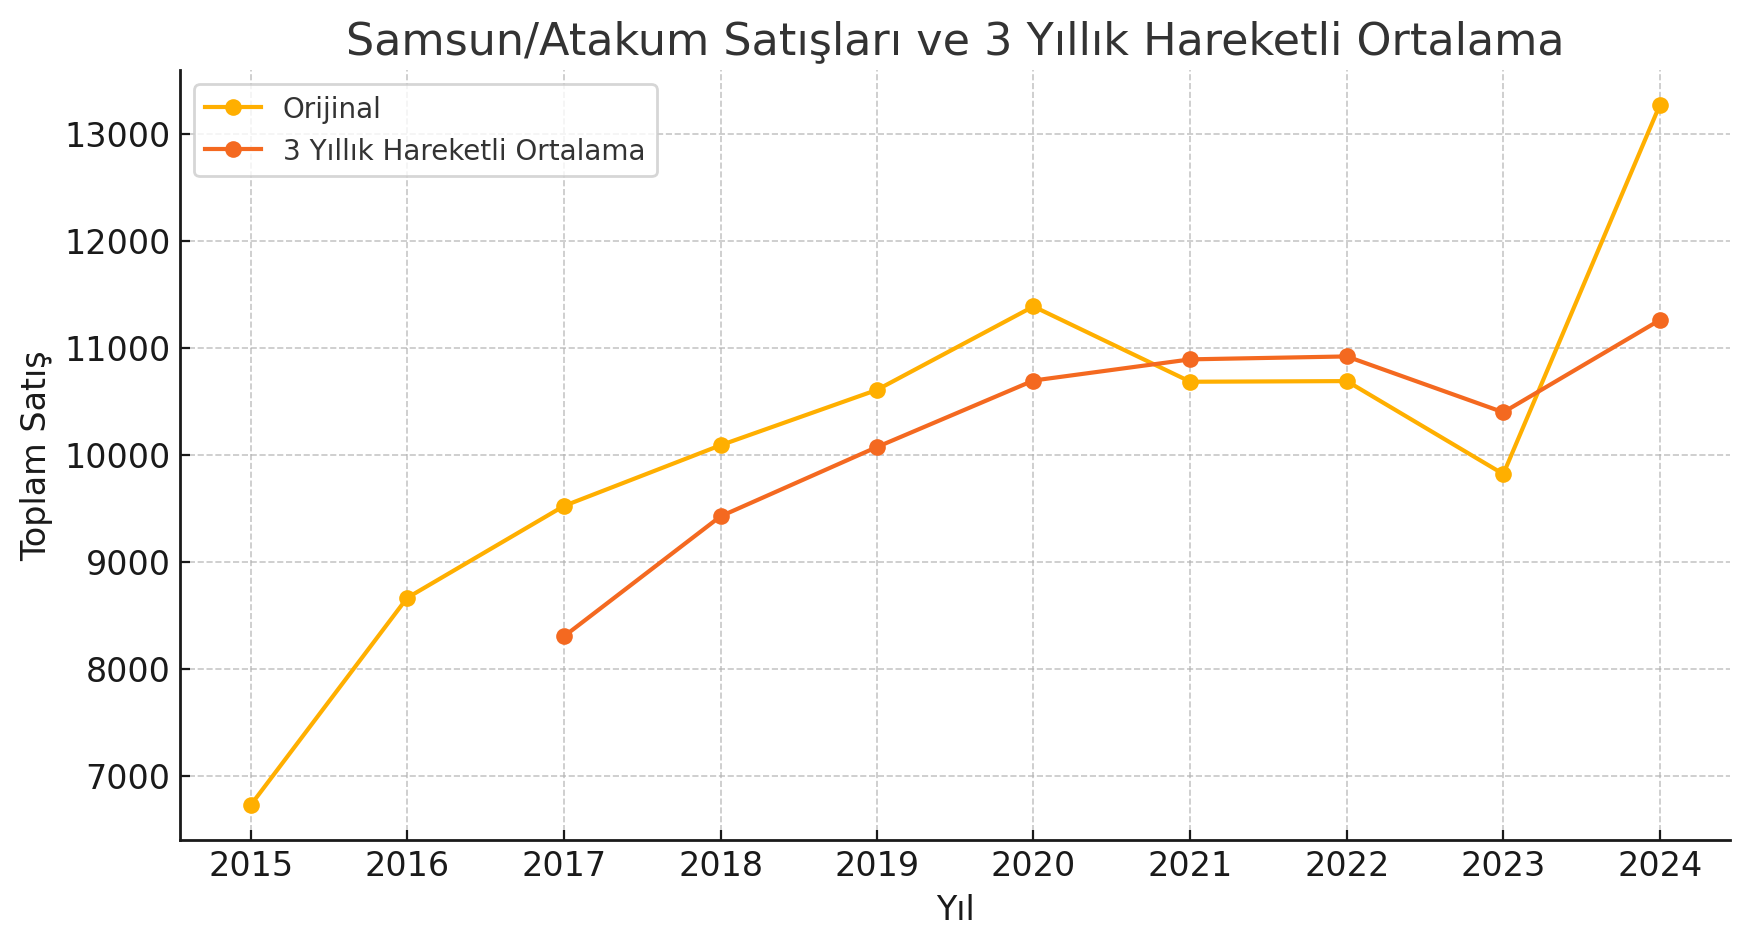 Samsun/Atakum Satışları ve 3 Yıllık Hareketli Ortalama
Orijinal
3 Yıllık Hareketli Ortalama
Toplam Satış
13000
12000
11000
10000
9000
8000
7000
2015 2016 2017 2018 2019 2020 2021 2022 2023 2024
Yıl